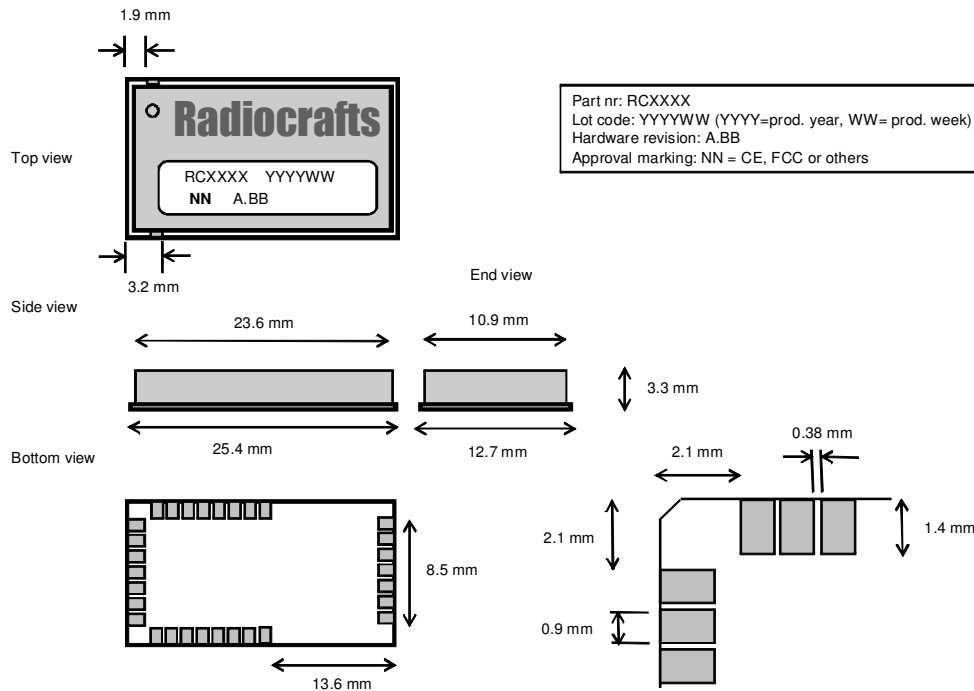 1.9 mm
Radiocrafts
Top view
RCXXXX YYYYWW
NN A.BB
3.2 mm
Part nr: RCXXXX
Lot code: YYYYWW (YYYY=prod. year, WW= prod. week)
Hardware revision: A.BB
Approval marking: NN = CE, FCC or others
End view
Side view
23.6 mm
10.9 mm
3.3 mm
25.4 mm
12.7 mm
Bottom view
0.38 mm
2.1 mm
2.1 mm
1.4 mm
8.5 mm
0.9 mm
13.6 mm